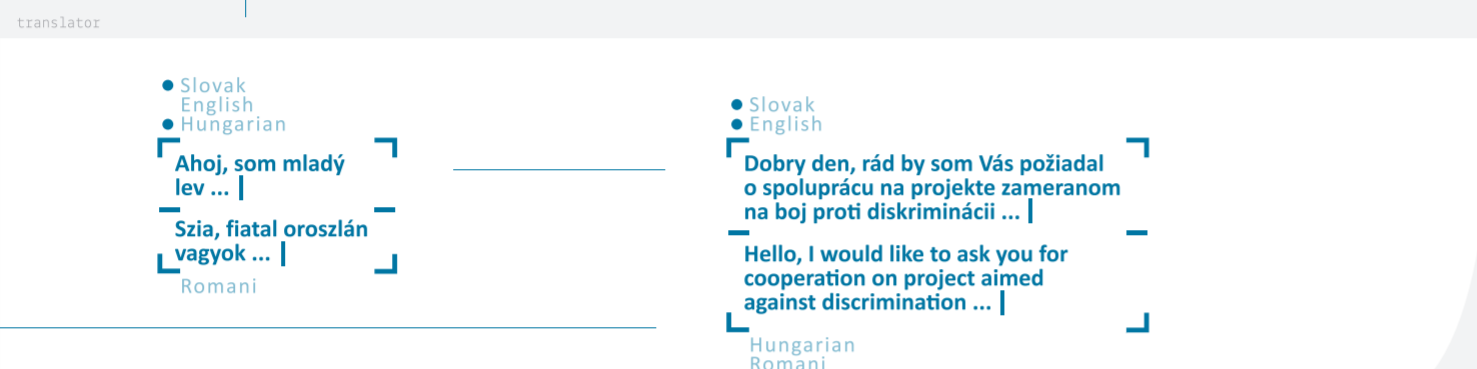 translator
Slovak
English
Hungarian
Ahoj, som mladý
lev ...
Szia, fiatal oroszlán
vagyok ...
Romani
Slovak
English
Dobry den, rád by som Vás požiadal
o spoluprácu na projekte zameranom
na boj proti diskriminácii ...
Hello, I would like to ask you for
cooperation on project aimed
against discrimination ...
Hungarian
Romani